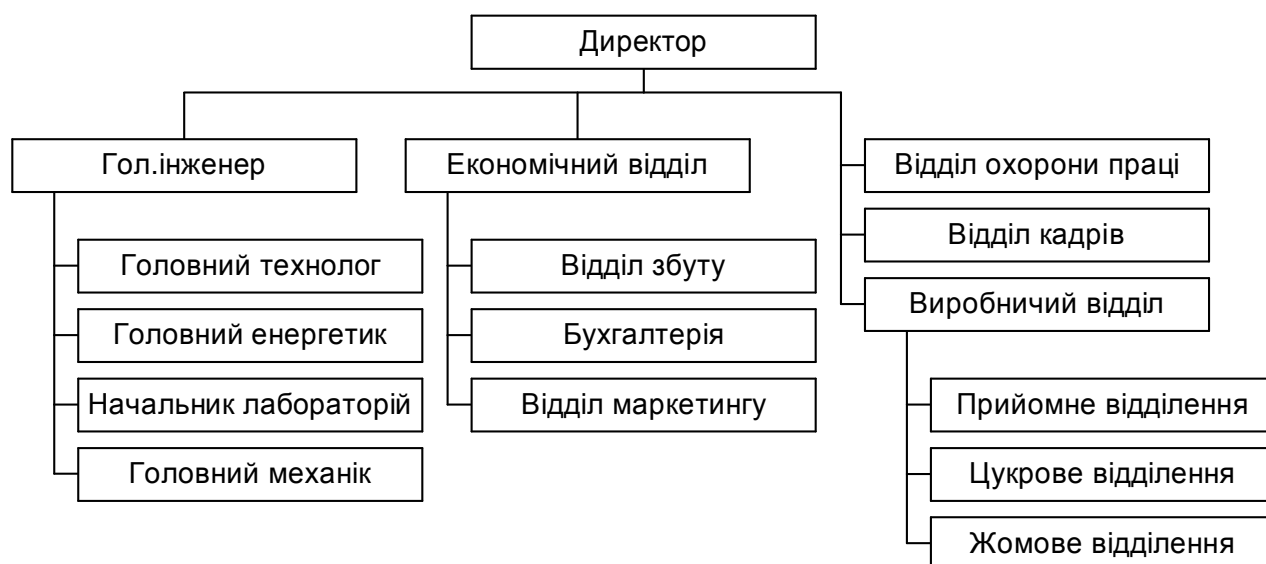 Директор
Гол.інженер
Головний технолог
Головний енергетик
Начальник лабораторій
Головний механік
Економічний відділ
Відділ збуту
Бухгалтерія
Відділ маркетингу
Відділ охорони праці
Відділ кадрів
Виробничий відділ
Прийомне відділення
Цукрове відділення
Жомове відділення